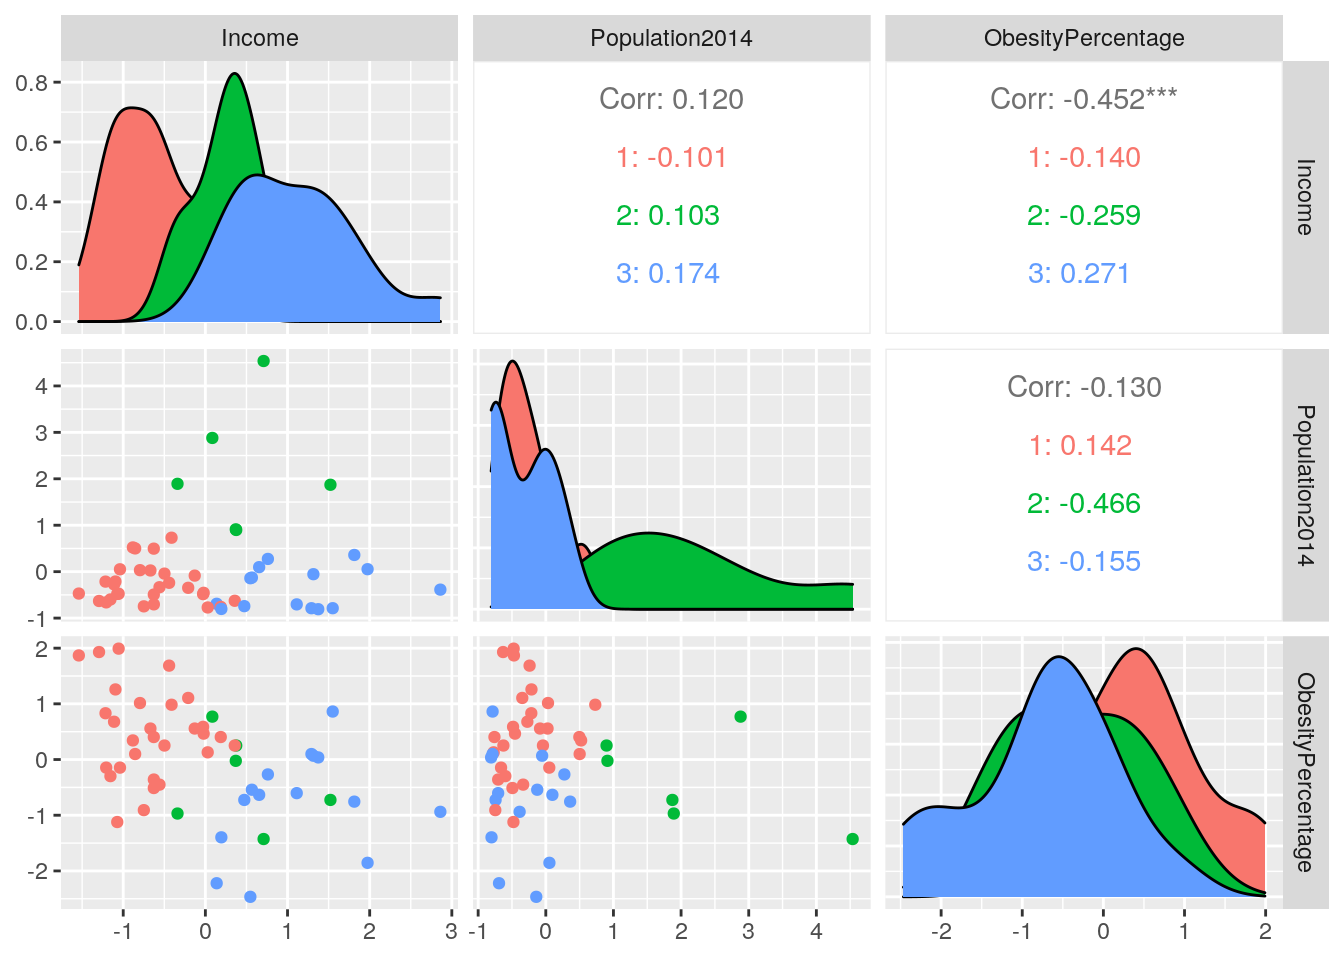 Income
Population2014
ObesityPercentage
0.8
0.6
0.4
0.2
0.0
Corr: 0.120
1: -0.101
2: 0.103
3: 0.174
Corr: -0.452***
1: -0.140
2: -0.259
3: 0.271
Income
4
3
2
1
0
-1
Corr: -0.130
1: 0.142
2: -0.466
3: -0.155
Population2014
2
1
0
-1
-2
ObesityPercentage
-1 0 1 2 3
-1 0 1 2 3 4
-2 -1 0 1 2